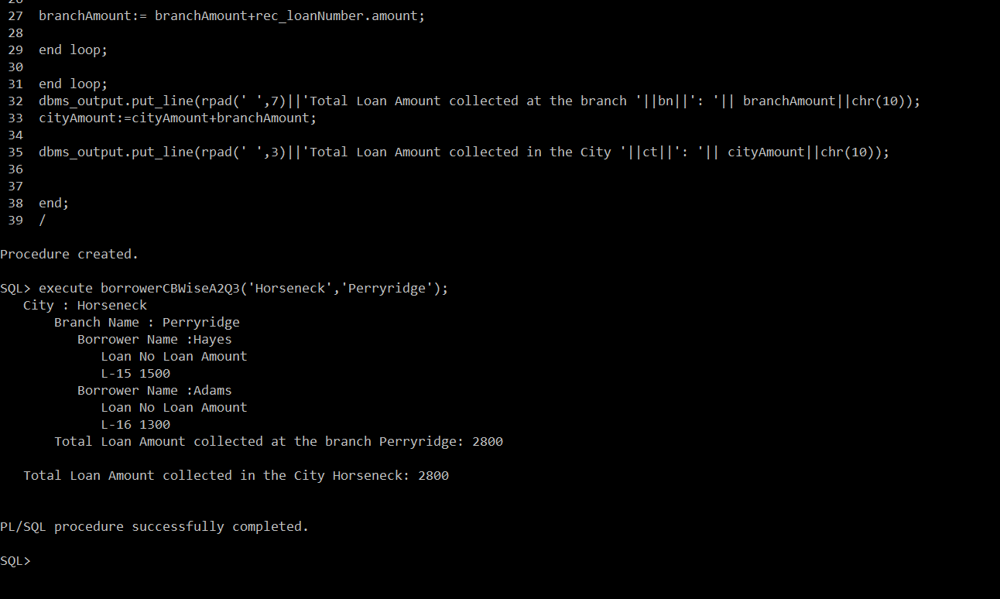 26
27  branchAmount:= branchAmount+rec_loanNumber.amount;
28
29  end loop;
30
31  end loop;
32  dbms_output.put_line(rpad(' ',7)||'Total Loan Amount collected at the branch '||bn||': '|| branchAmount||chr(10));
33  cityAmount:=cityAmount+branchAmount;
34
35  dbms_output.put_line(rpad(' ',3)||'Total Loan Amount collected in the City '||ct||': '|| cityAmount||chr(10));
36
37
38  end;
39  /
Procedure created.
SQL> execute borrowerCBWiseA2Q3('Horseneck','Perryridge');
City : Horseneck
Branch Name : Perryridge
Borrower Name :Hayes
Loan No Loan Amount
L-15 1500
Borrower Name :Adams
Loan No Loan Amount
L-16 1300
Total Loan Amount collected at the branch Perryridge: 2800
Total Loan Amount collected in the City Horseneck: 2800
PL/SQL procedure successfully completed.
SQL>